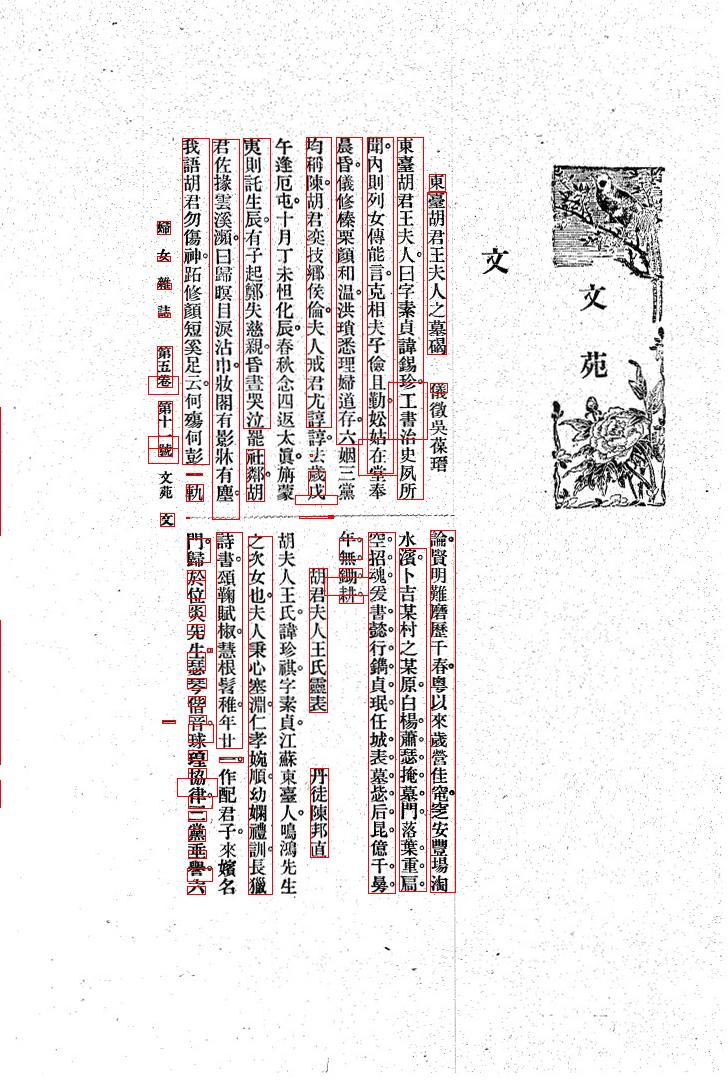 文苑
文
東臺胡君王夫人之墓碣
儀徵吳葆瑨
東臺胡君王夫人。曰字素貞諱錫珍。工書治史夙所
聞。內則列女傳能言。克相夫子儉且勤。妐姑在堂奉
晨昏。儀修榛栗顏和温。洪瑣悉理婦道存。六姻三黨
均稱陳。胡君奕技鄉侯倫。夫人戒君尤諄諄。去歲戊
午逢厄屯。十月丁未怛化辰。春秋念四返太眞。旃蒙
夷則託生辰。有子起鄭失慈親。昏晝哭泣罷社鄰。胡
君佐掾雲溪瀕。曰歸暝目淚沾巾。妝閣有影牀有塵。
我語胡君勿傷神。跖修顏短奚足云。何殤何彭一軌
論。賢明難磨歷千春。粵以來歲營佳窀。窆安豐場淘
水濱。卜吉某村之某原。白楊蕭瑟掩墓門。落葉重扃
空招魂。爰書懿行鐫貞珉。任城表墓毖后昆。億千曓
年無鋤耕。
胡君夫人王氏靈表
丹徒陳邦直
胡夫人王氏。諱珍祺。字素貞。江蘇東臺人。鳴鴻先生
之次女也。夫人秉心塞淵。仁孝婉順。幼嫻禮訓。長獵
詩書。頌鞠賦椒。慧根髫稚。年廿一。作配君子。來嬪名
門。歸於位炎先生。瑟琴偕音。球瑝協律。三黨垂譽。六
婦女雜誌
第五卷
第十一號
文苑
文